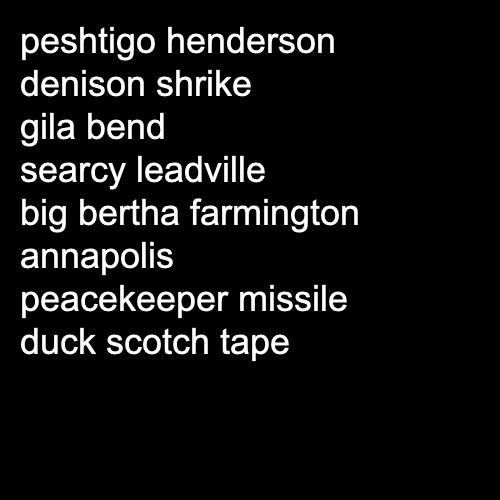 peshtigo henderson
denison shrike
gila bend
searcy leadville
big bertha farmington
annapolis
peacekeeper missile
duck scotch tape